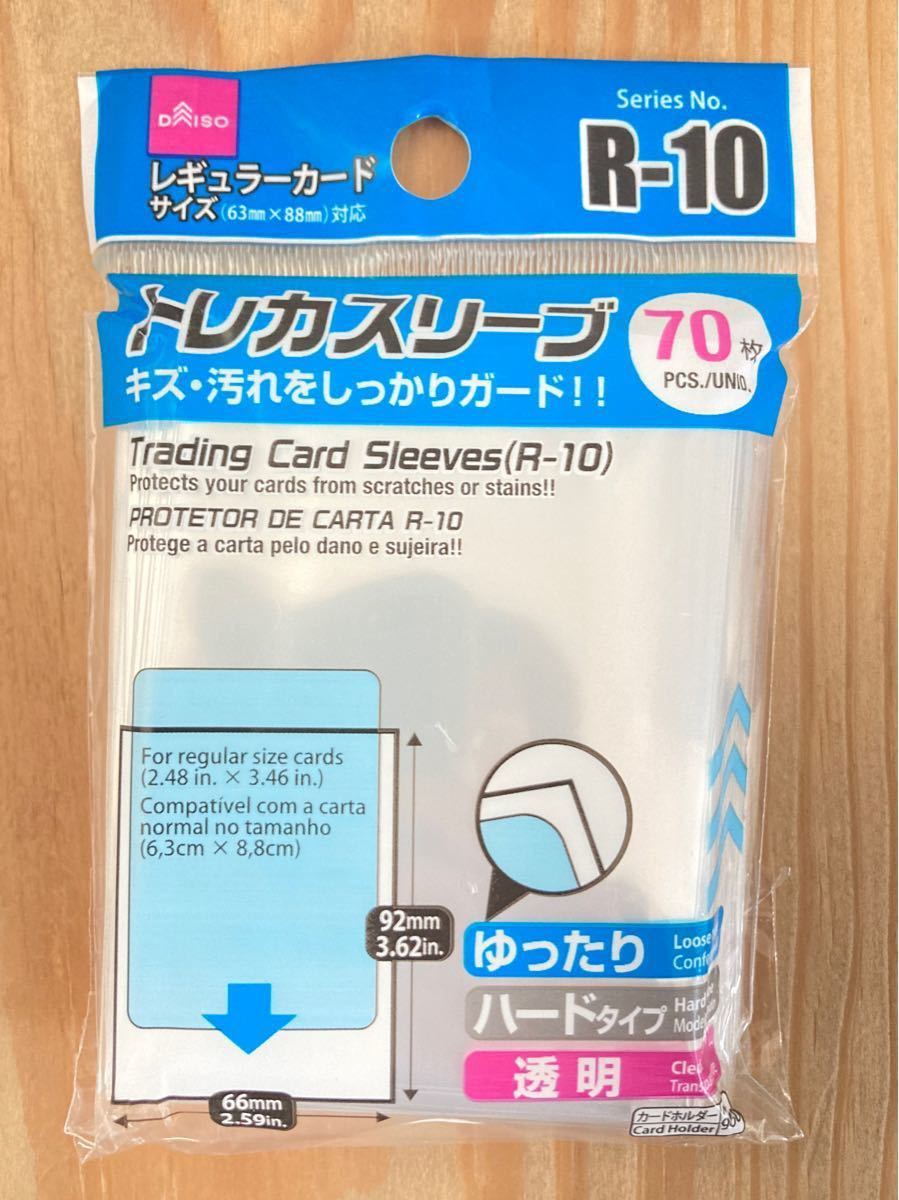 DAISO
レギュラーカード
サイズ(63mm×88mm)対応
Series No.
R-10
トレカスリーブ
キズ・汚れをしっかりガード!!
70枚
PCS./UNID.
Trading Card Sleeves(R-10)
Protects your cards from scratches or stains!!
PROTETOR DE CARTA R-10
Protege a carta pelo dano e sujeira!!
For regular size cards
(2.48 in. × 3.46 in.)
Compatível com a carta
normal no tamanho
(6,3cm × 8,8cm)
92mm
3.62in.
66mm
2.59in.
ゆったり
Loose
ハードタイプ
Hard
透明
カードホルダー
Card Holder